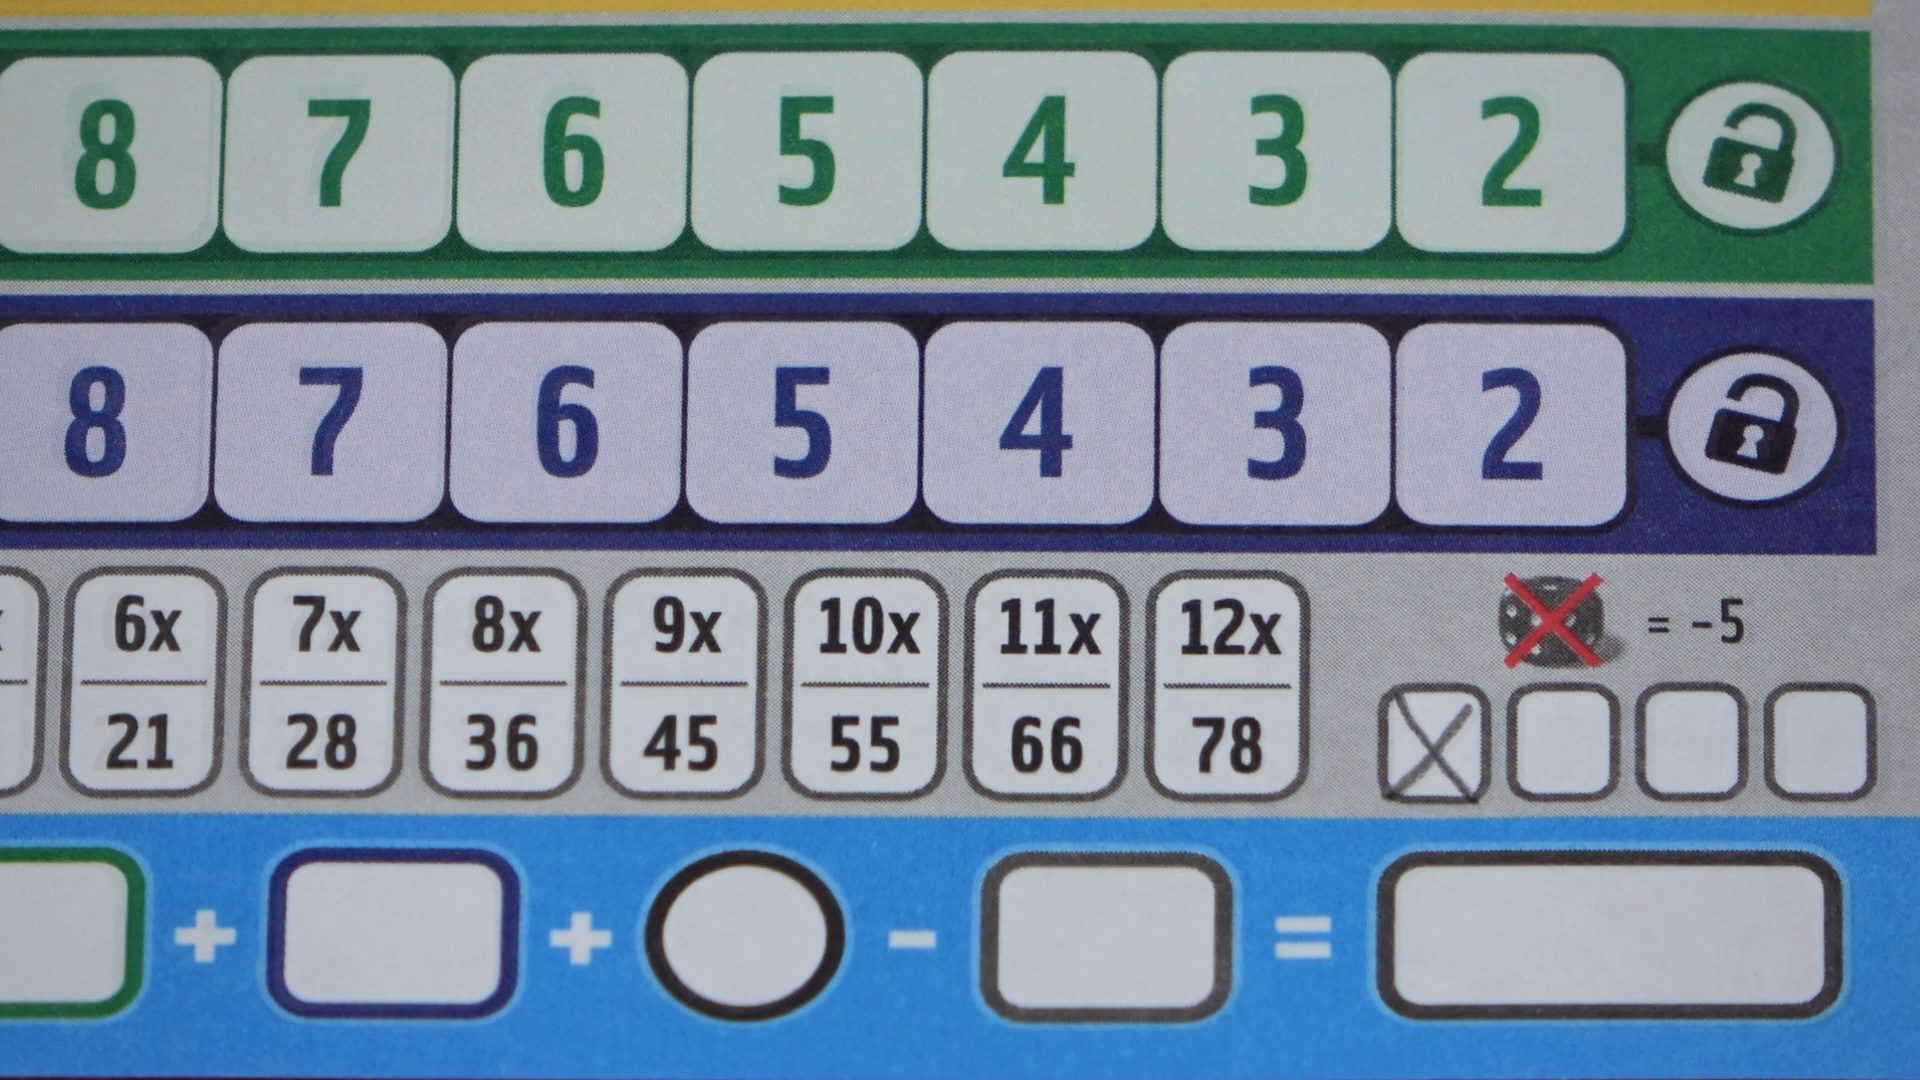 8 7 6 5 4 3 2
8 7 6 5 4 3 2
6x 7x 8x 9x 10x 11x 12x
21 28 36 45 55 66 78
= -5
+ + - =